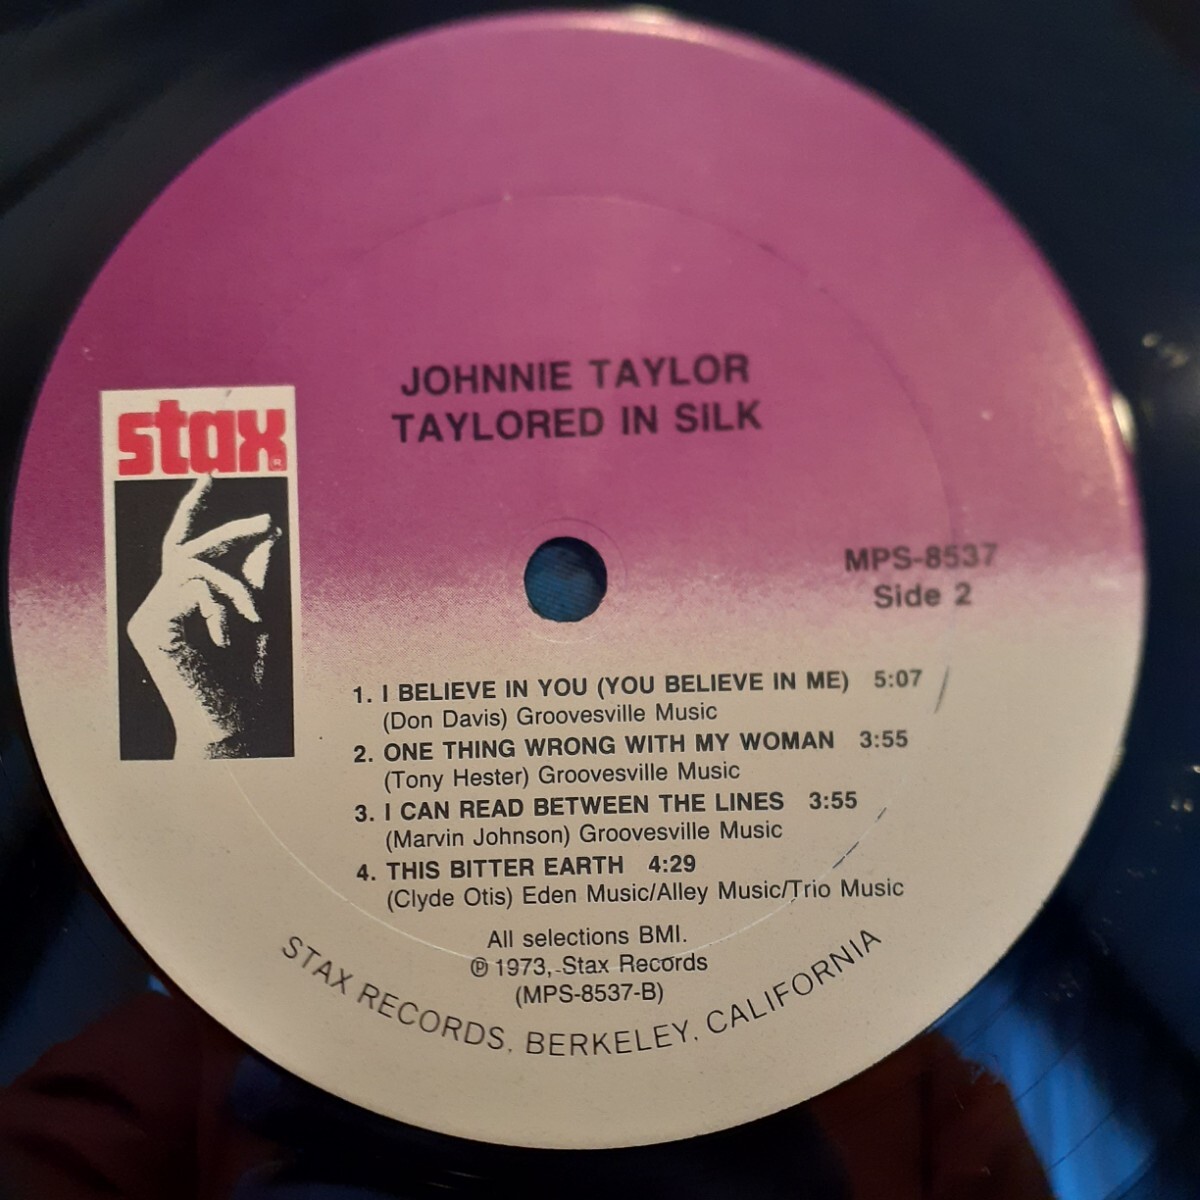 JOHNNIE TAYLOR
TAYLORED IN SILK
stax ®
MPS-8537
Side 2
1. I BELIEVE IN YOU (YOU BELIEVE IN ME) 5:07
(Don Davis) Groovesville Music
2. ONE THING WRONG WITH MY WOMAN 3:55
(Tony Hester) Groovesville Music
3. I CAN READ BETWEEN THE LINES 3:55
(Marvin Johnson) Groovesville Music
4. THIS BITTER EARTH 4:29
(Clyde Otis) Eden Music/Alley Music/Trio Music
All selections BMI.
℗ 1973, Stax Records
(MPS-8537-B)
STAX RECORDS, BERKELEY, CALIFORNIA